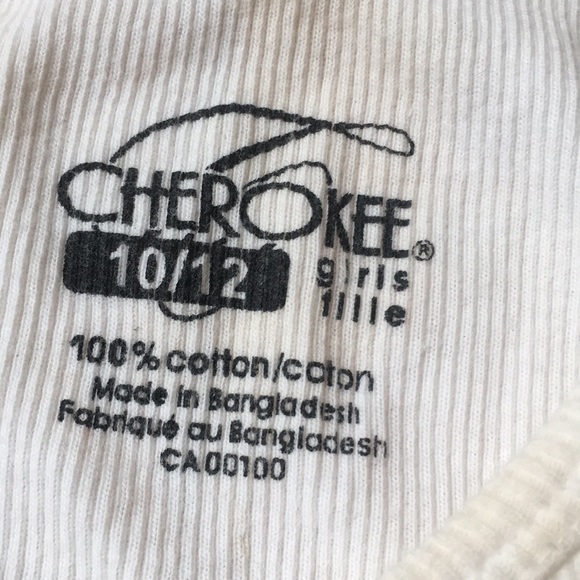 CHEROKEE®
10/12
girls
fille
100% cotton/coton
Made in Bangladesh
Fabriqué au Bangladesh
CA00100